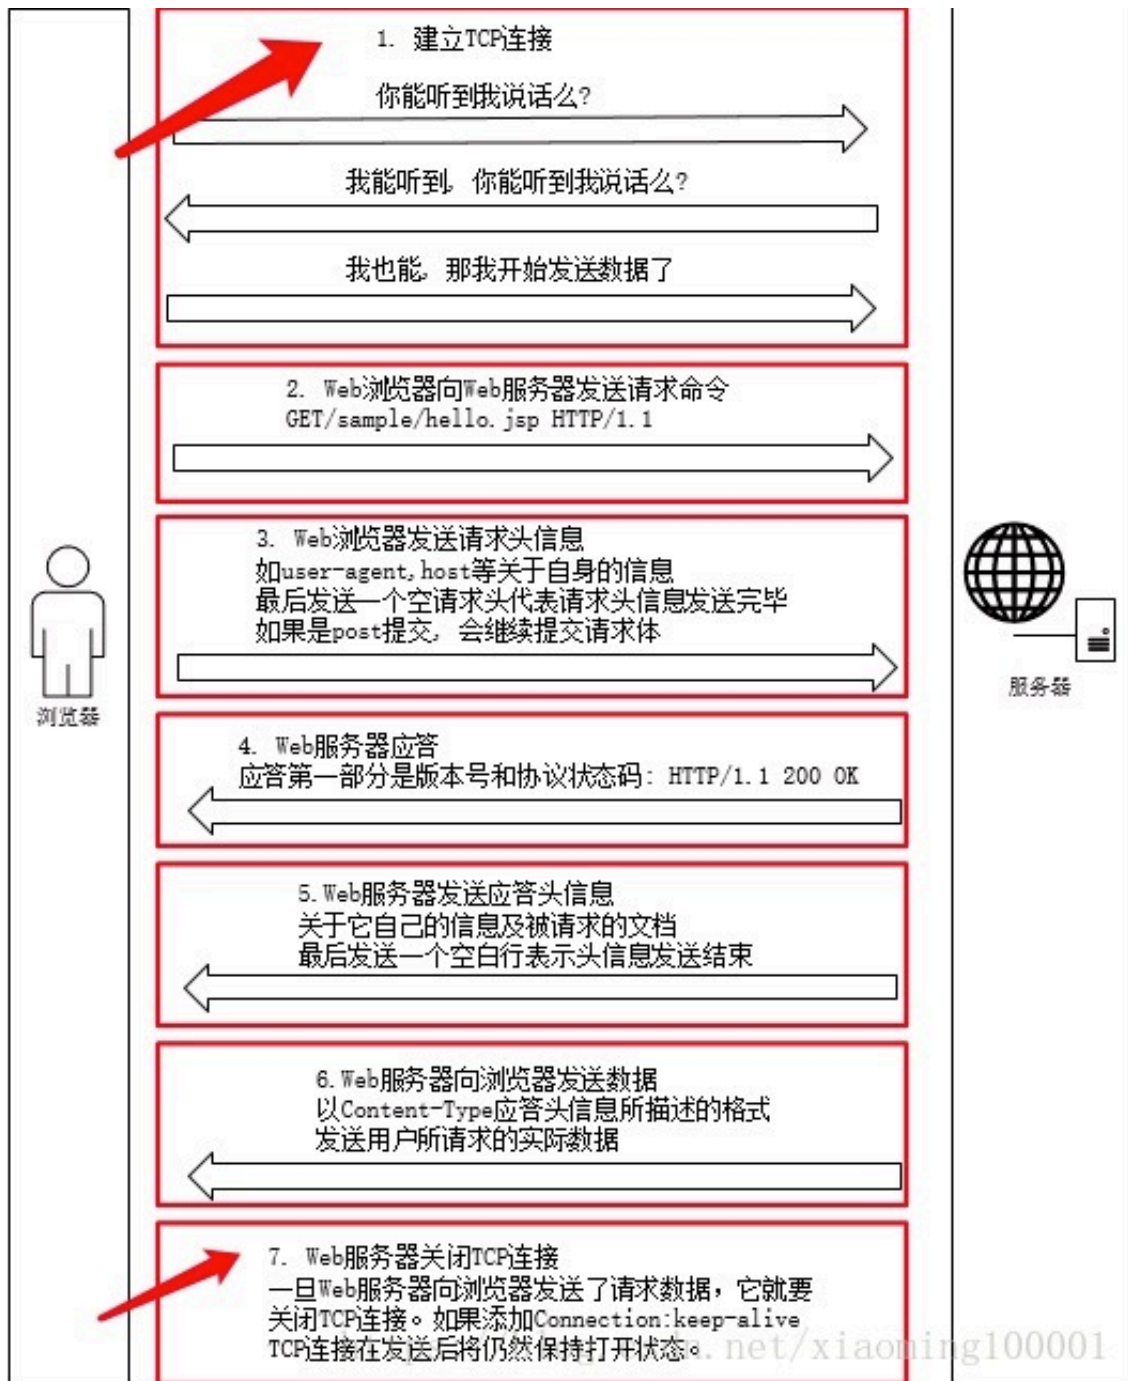 1. 建立TCP连接
你能听到我说话么?
我能听到, 你能听到我说话么?
我也能, 那我开始发送数据了
2. Web浏览器向Web服务器发送请求命令
GET/sample/hello.jsp HTTP/1.1
3. Web浏览器发送请求头信息
如user-agent,host等关于自身的信息
最后发送一个空请求头代表请求头信息发送完毕
如果是post提交, 会继续提交请求体
浏览器
服务器
4. Web服务器应答
应答第一部分是版本号和协议状态码: HTTP/1.1 200 OK
5.Web服务器发送应答头信息
关于它自己的信息及被请求的文档
最后发送一个空白行表示头信息发送结束
6.Web服务器向浏览器发送数据
以Content-Type应答头信息所描述的格式
发送用户所请求的实际数据
7. Web服务器关闭TCP连接
一旦Web服务器向浏览器发送了请求数据，它就要
关闭TCP连接。如果添加Connection:keep-alive
TCP连接在发送后将仍然保持打开状态。
.net/xiaoming100001